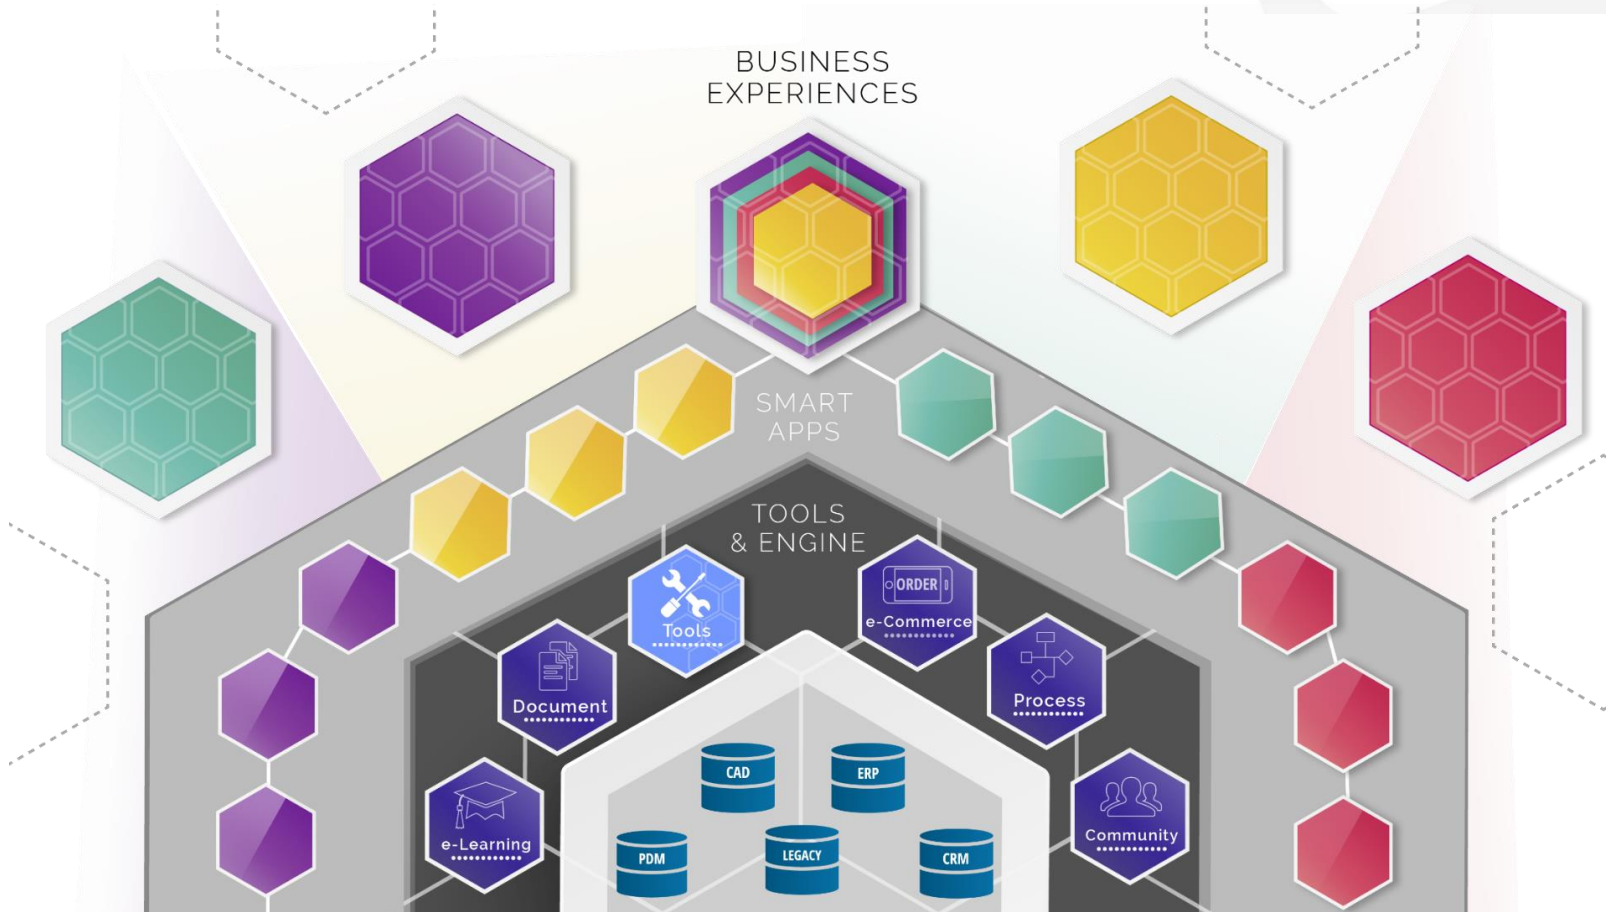 BUSINESS
EXPERIENCES
SMART
APPS
TOOLS
& ENGINE
ORDER
e-Commerce
Tools
Process
Document
Community
e-Learning
CAD
ERP
PDM
LEGACY
CRM